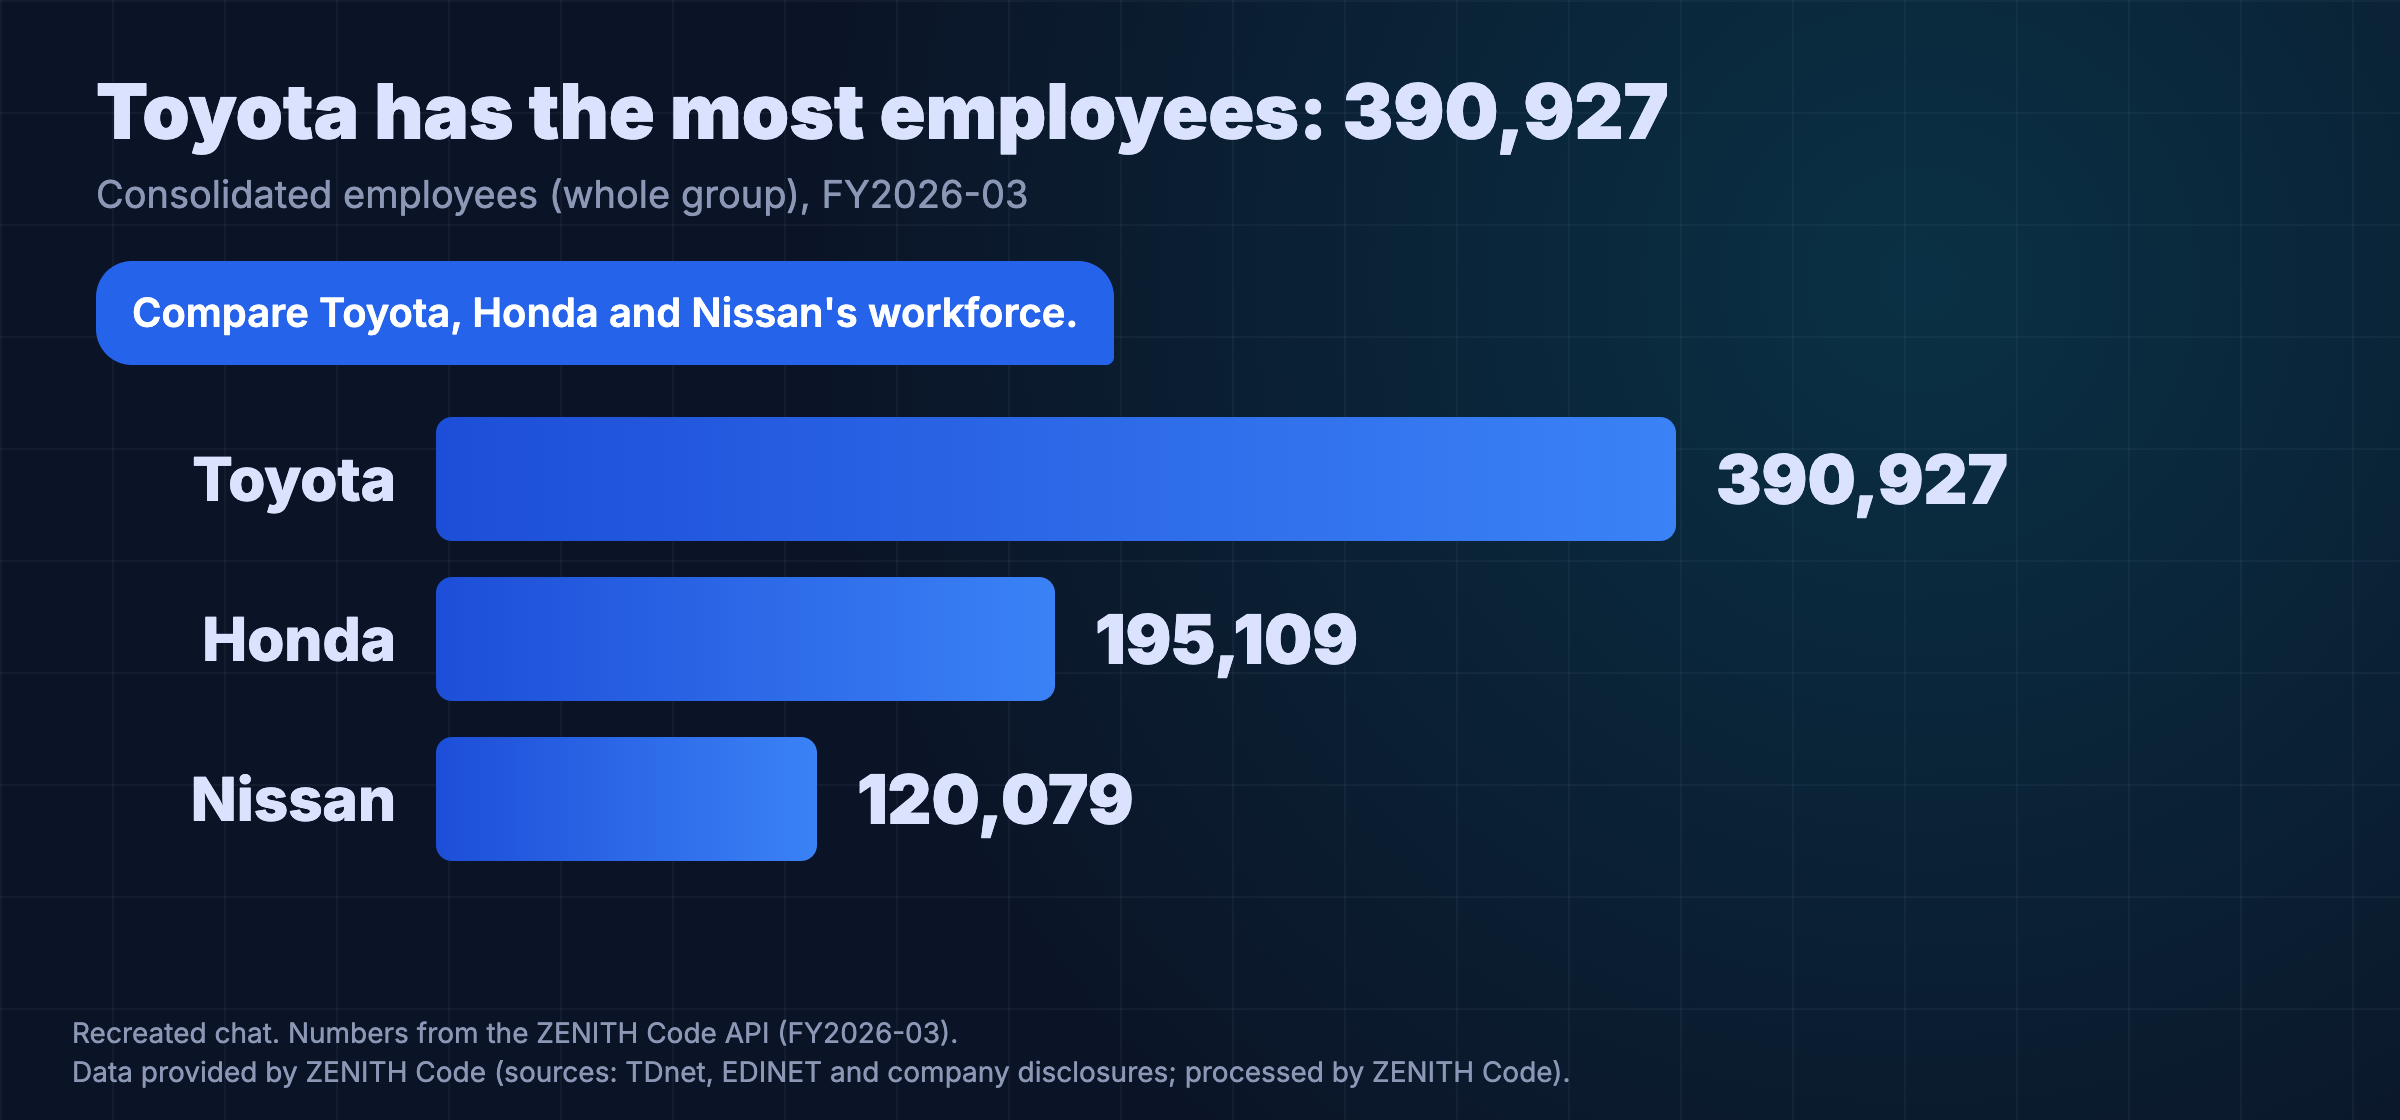 Toyota has the most employees: 390,927
Consolidated employees (whole group), FY2026-03
Compare Toyota, Honda and Nissan's workforce.
Toyota 390,927
Honda 195,109
Nissan 120,079
Recreated chat. Numbers from the ZENITH Code API (FY2026-03).
Data provided by ZENITH Code (sources: TDnet, EDINET and company disclosures; processed by ZENITH Code).